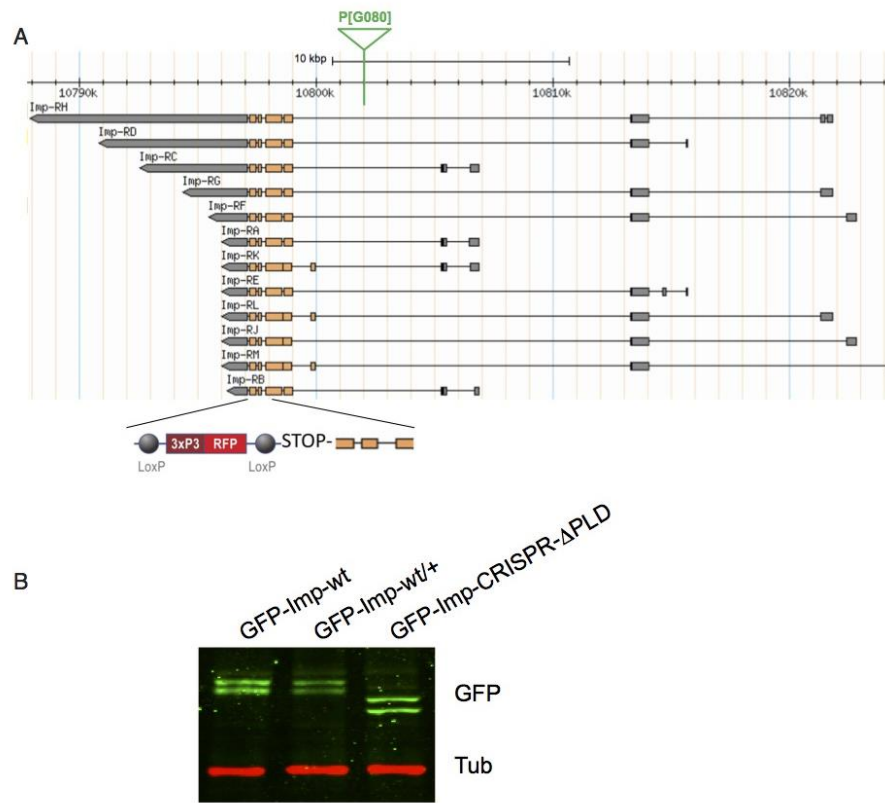 A
P[G080]
10 kbp
10790k 10800k 10810k 10820k
Imp-RH
Imp-RD
Imp-RC
Imp-RG
Imp-RF
Imp-RA
Imp-RK
Imp-RE
Imp-RL
Imp-RJ
Imp-RM
Imp-RB
3xP3 RFP STOP-
LoxP LoxP
B
GFP-Imp-wt
GFP-Imp-wt/+
GFP-Imp-CRISPR-ΔPLD
GFP
Tub